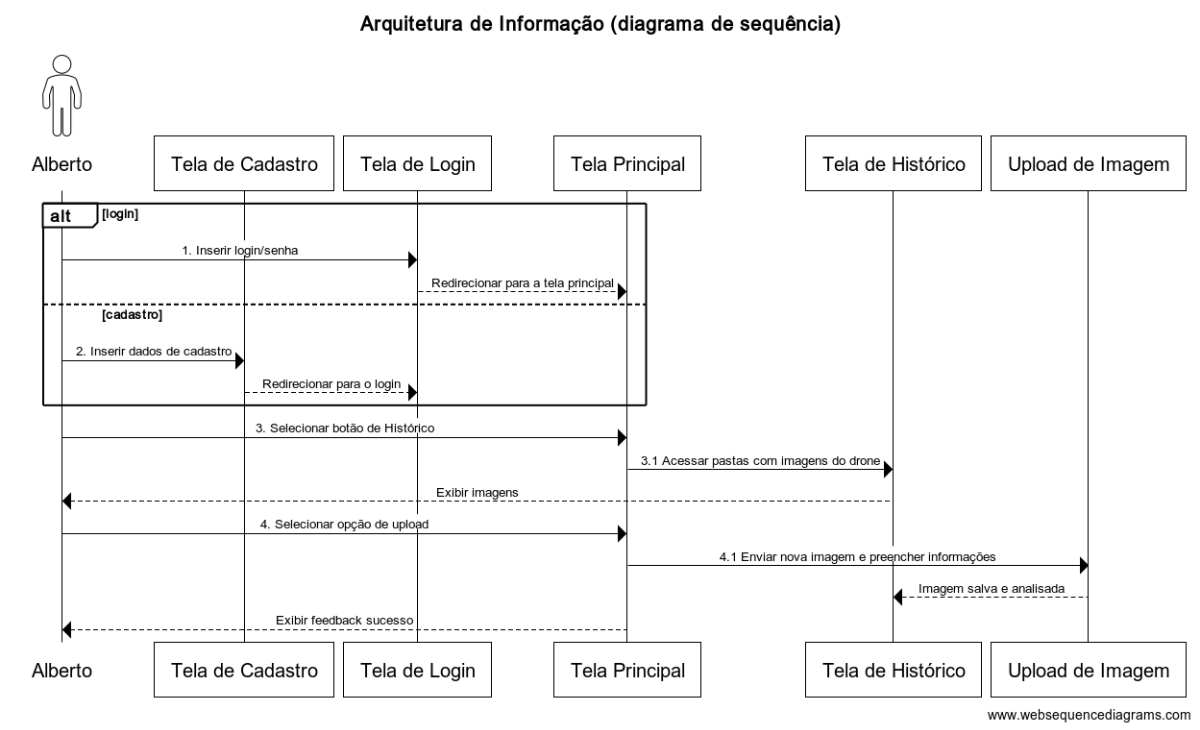 Arquitetura de Informação (diagrama de sequência)
Alberto
Tela de Cadastro
Tela de Login
Tela Principal
Tela de Histórico
Upload de Imagem
alt
[login]
1. Inserir login/senha
Redirecionar para a tela principal
[cadastro]
2. Inserir dados de cadastro
Redirecionar para o login
3. Selecionar botão de Histórico
3.1 Acessar pastas com imagens do drone
Exibir imagens
4. Selecionar opção de upload
4.1 Enviar nova imagem e preencher informações
Imagem salva e analisada
Exibir feedback sucesso
Alberto
Tela de Cadastro
Tela de Login
Tela Principal
Tela de Histórico
Upload de Imagem
www.websequencediagrams.com